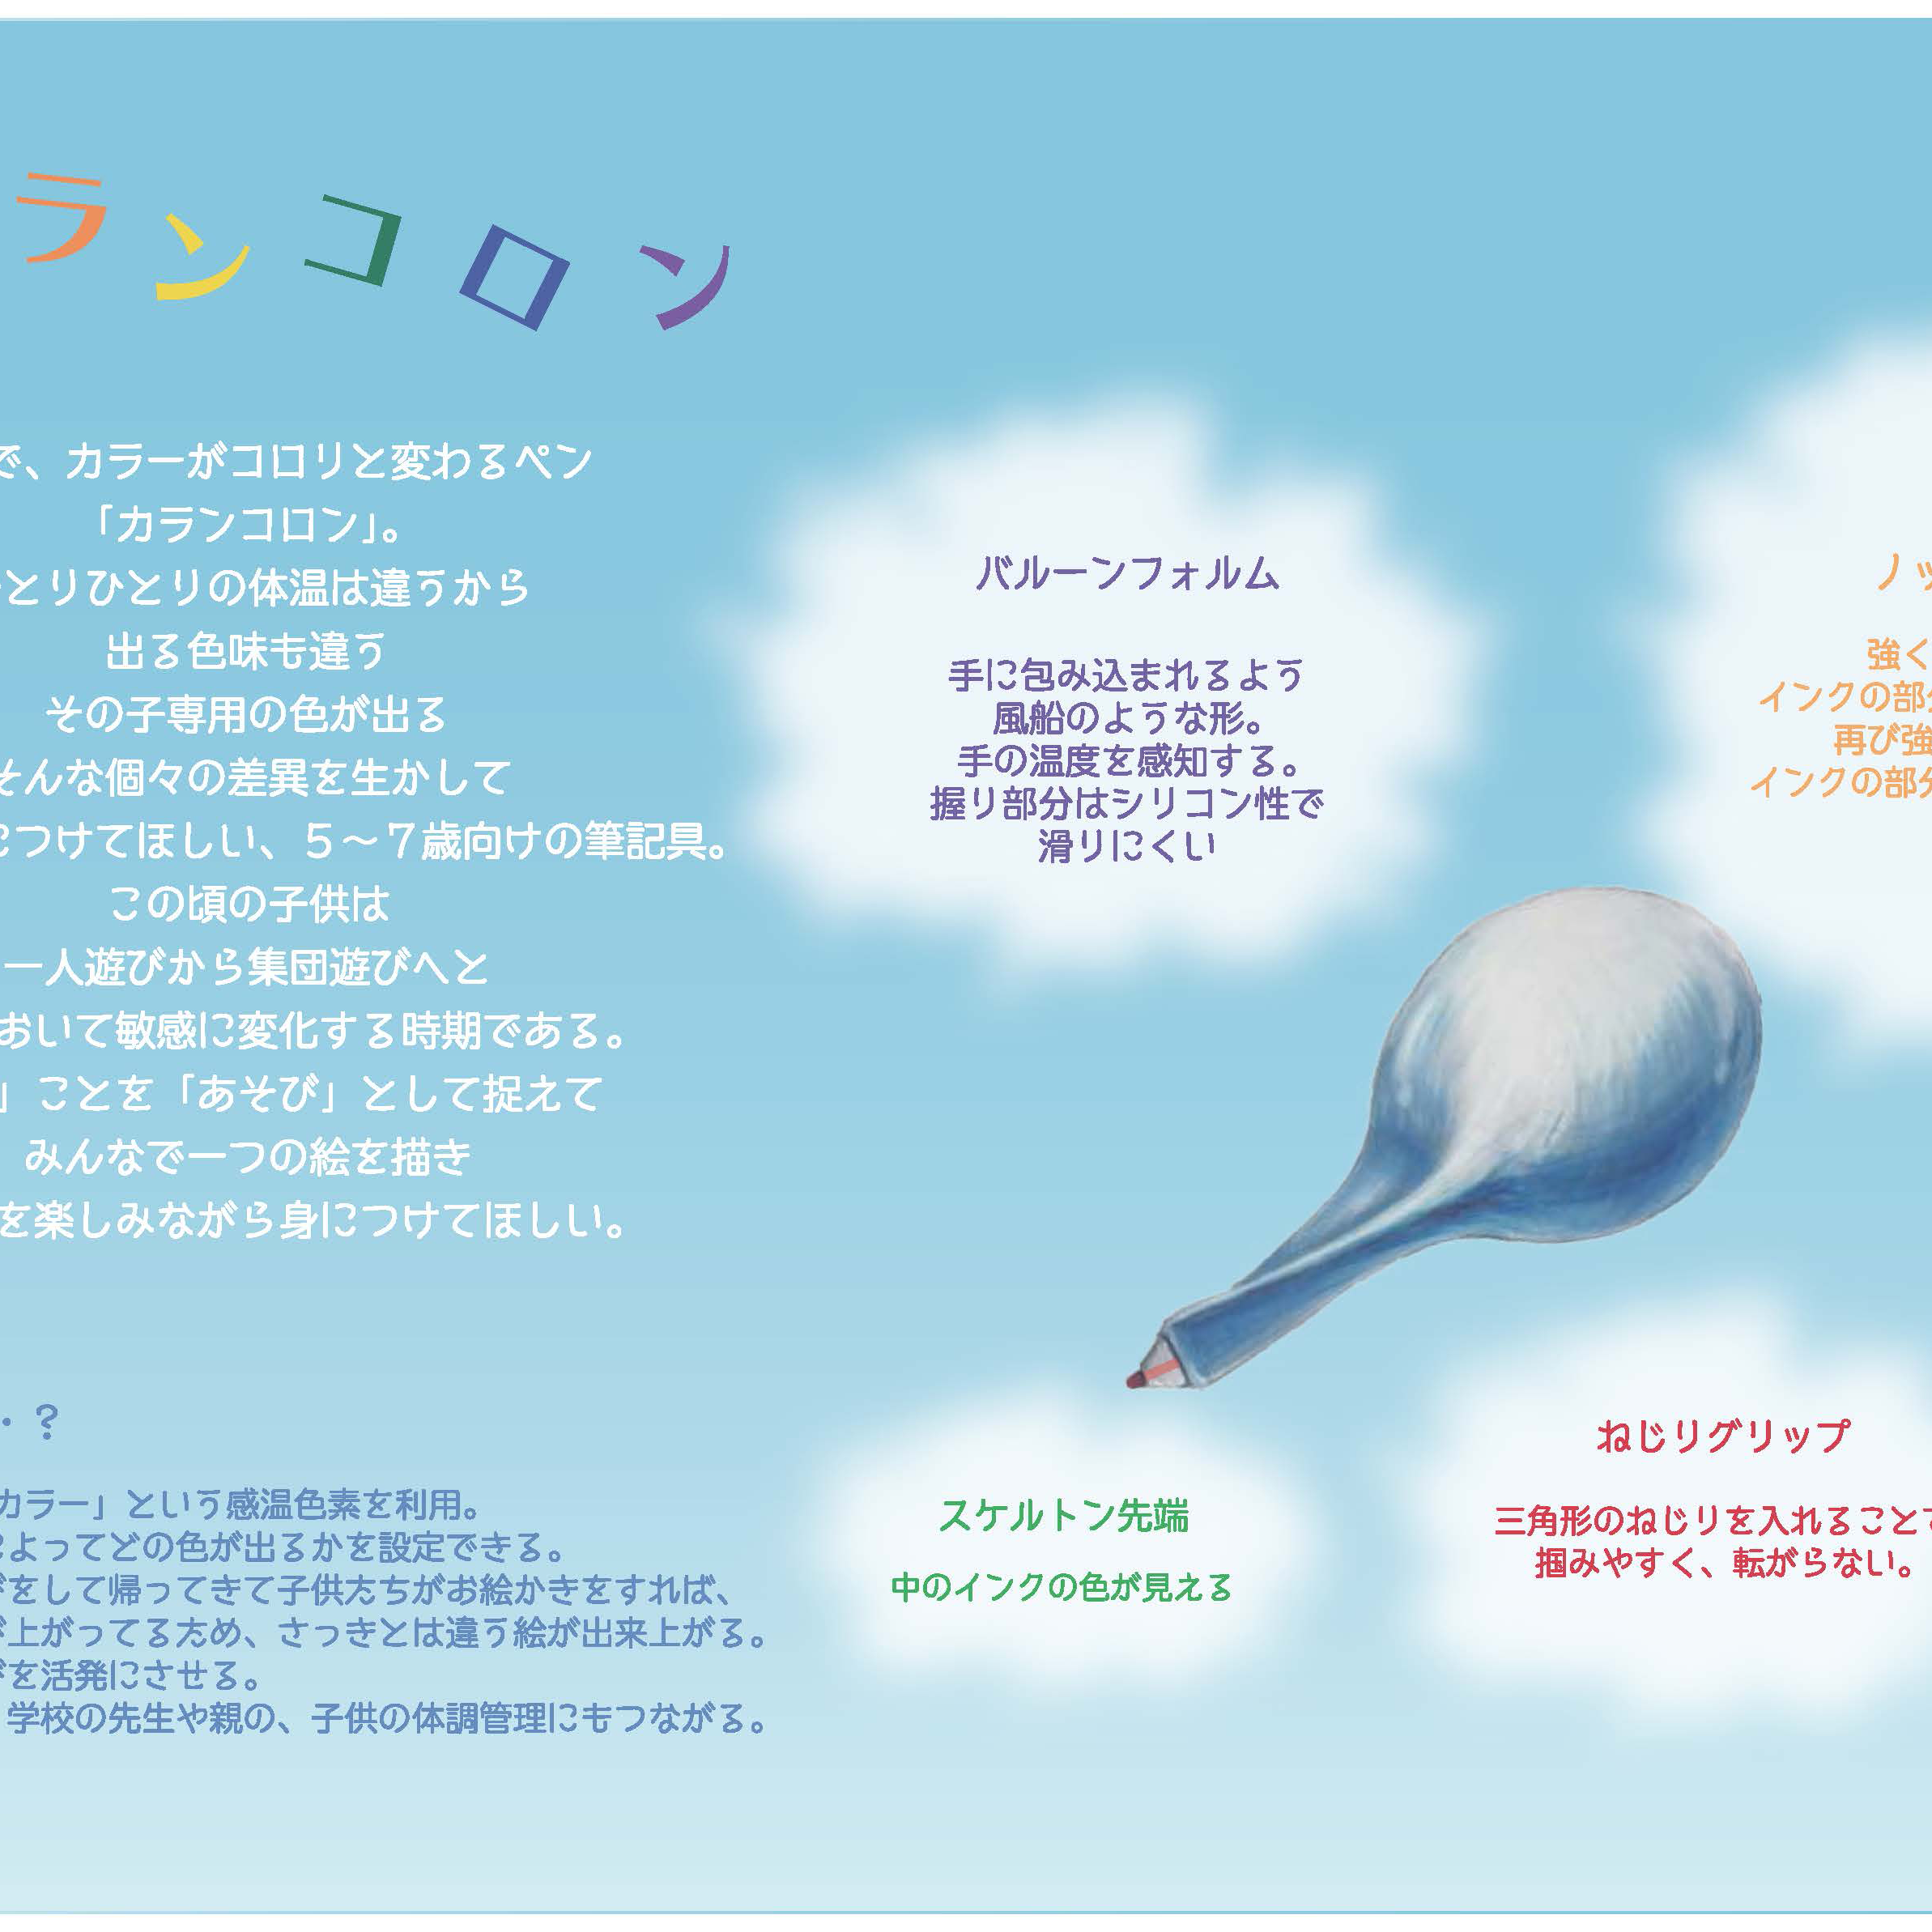 ランコロン
で、カラーがコロリと変わるペン
「カランコロン」。
とりひとりの体温は違うから
出る色味も違う
その子専用の色が出る
そんな個々の差異を生かして
につけてほしい、５～７歳向けの筆記具。
この頃の子供は
一人遊びから集団遊びへと
おいて敏感に変化する時期である。
」ことを「あそび」として捉えて
みんなで一つの絵を描き
を楽しみながら身につけてほしい。
・？
カラー」という感温色素を利用。
よってどの色が出るかを設定できる。
をして帰ってきて子供たちがお絵かきをすれば、
上がってるため、さっきとは違う絵が出来上がる。
を活発にさせる。
学校の先生や親の、子供の体調管理にもつながる。
バルーンフォルム
手に包み込まれるよう
風船のような形。
手の温度を感知する。
握り部分はシリコン性で
滑りにくい
ノッ
強く
インクの部
再び強
インクの部分
スケルトン先端
中のインクの色が見える
ねじりグリップ
三角形のねじりを入れること
掴みやすく、転がらない。